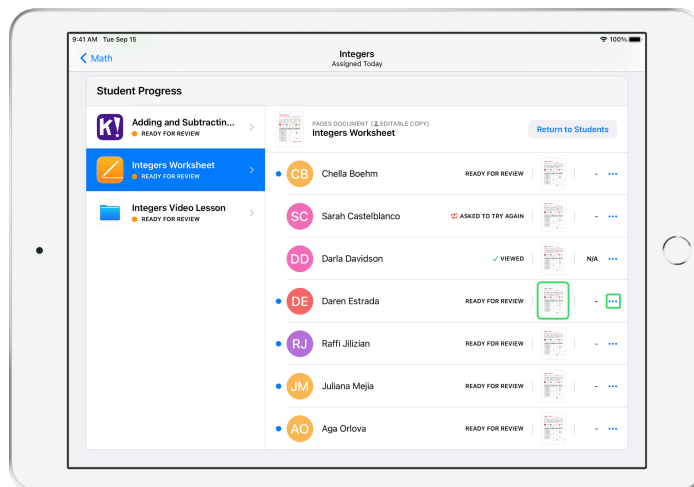 9:41 AM Tue Sep 15
100%
Math
Integers
Assigned Today
Student Progress
K!
Adding and Subtractin...
READY FOR REVIEW
Integers Worksheet
READY FOR REVIEW
Integers Video Lesson
READY FOR REVIEW
PAGES DOCUMENT (EDITABLE COPY)
Integers Worksheet
Return to Students
CB Chella Boehm READY FOR REVIEW - ...
SC Sarah Castelblanco ASKED TO TRY AGAIN - ...
DD Darla Davidson VIEWED N/A ...
DE Daren Estrada READY FOR REVIEW - ...
RJ Raffi Jilizian READY FOR REVIEW - ...
JM Juliana Mejia READY FOR REVIEW - ...
AO Aga Orlova READY FOR REVIEW - ...